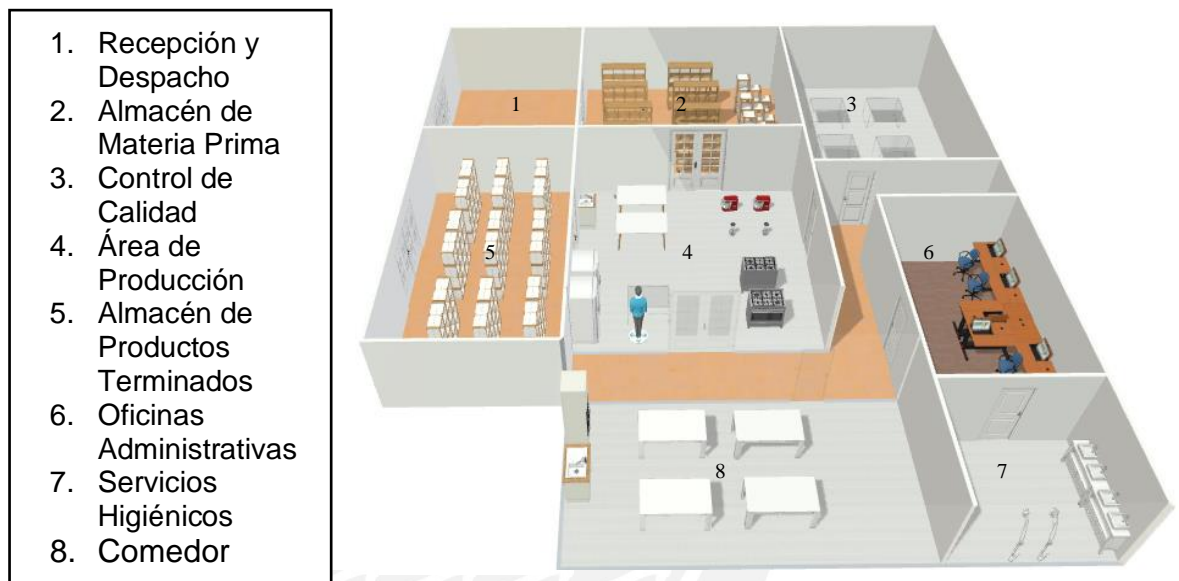 1. Recepción y
Despacho
2. Almacén de
Materia Prima
3. Control de
Calidad
4. Área de
Producción
5. Almacén de
Productos
Terminados
6. Oficinas
Administrativas
7. Servicios
Higiénicos
8. Comedor
1
2
3
4
5
6
7
8